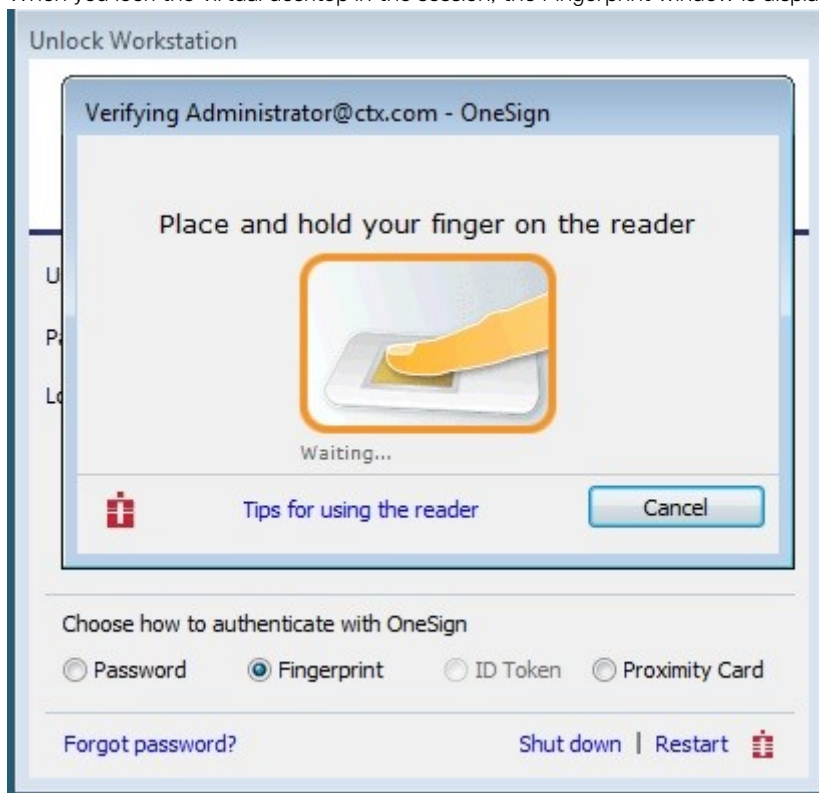 When you lock the virtual desktop in the session, the Fingerprint window is displa
Unlock Workstation
Verifying Administrator@ctx.com - OneSign
Place and hold your finger on the reader
Waiting...
Tips for using the reader
Cancel
U
Pa
Lo
Choose how to authenticate with OneSign
Password Fingerprint ID Token Proximity Card
Forgot password? Shut down | Restart